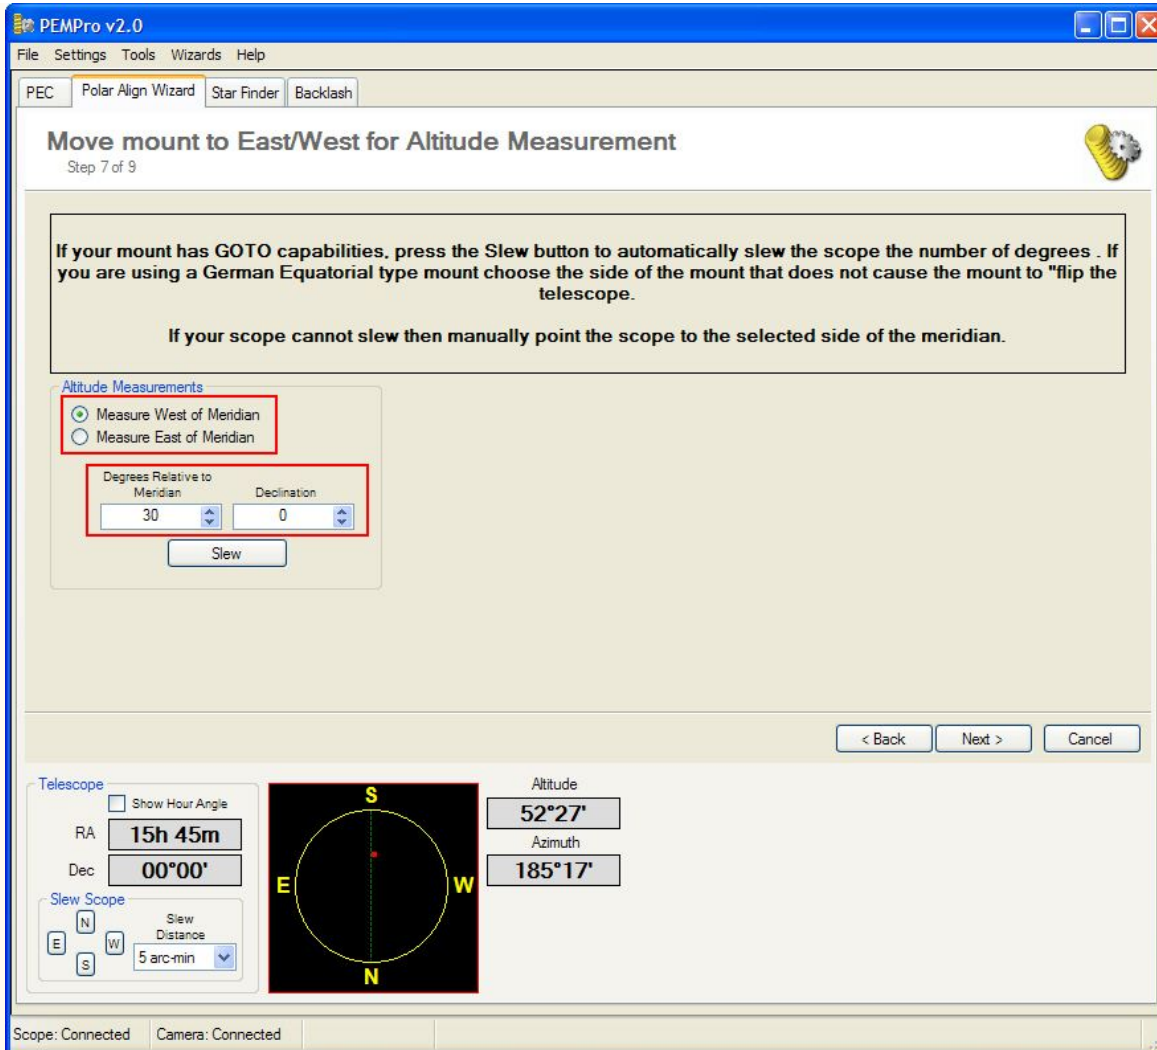 PEMPro v2.0
File Settings Tools Wizards Help
PEC Polar Align Wizard Star Finder Backlash
Move mount to East/West for Altitude Measurement
Step 7 of 9
If your mount has GOTO capabilities, press the Slew button to automatically slew the scope the number of degrees . If
you are using a German Equatorial type mount choose the side of the mount that does not cause the mount to "flip the
telescope.
If your scope cannot slew then manually point the scope to the selected side of the meridian.
Altitude Measurements
Measure West of Meridian
Measure East of Meridian
Degrees Relative to
Meridian
Declination
30
0
Slew
< Back Next > Cancel
Telescope
Show Hour Angle
RA 15h 45m
Dec 00°00'
Slew Scope
N
E W
S
Slew
Distance
5 arc-min
S
E W
N
Altitude
52°27'
Azimuth
185°17'
Scope: Connected Camera: Connected